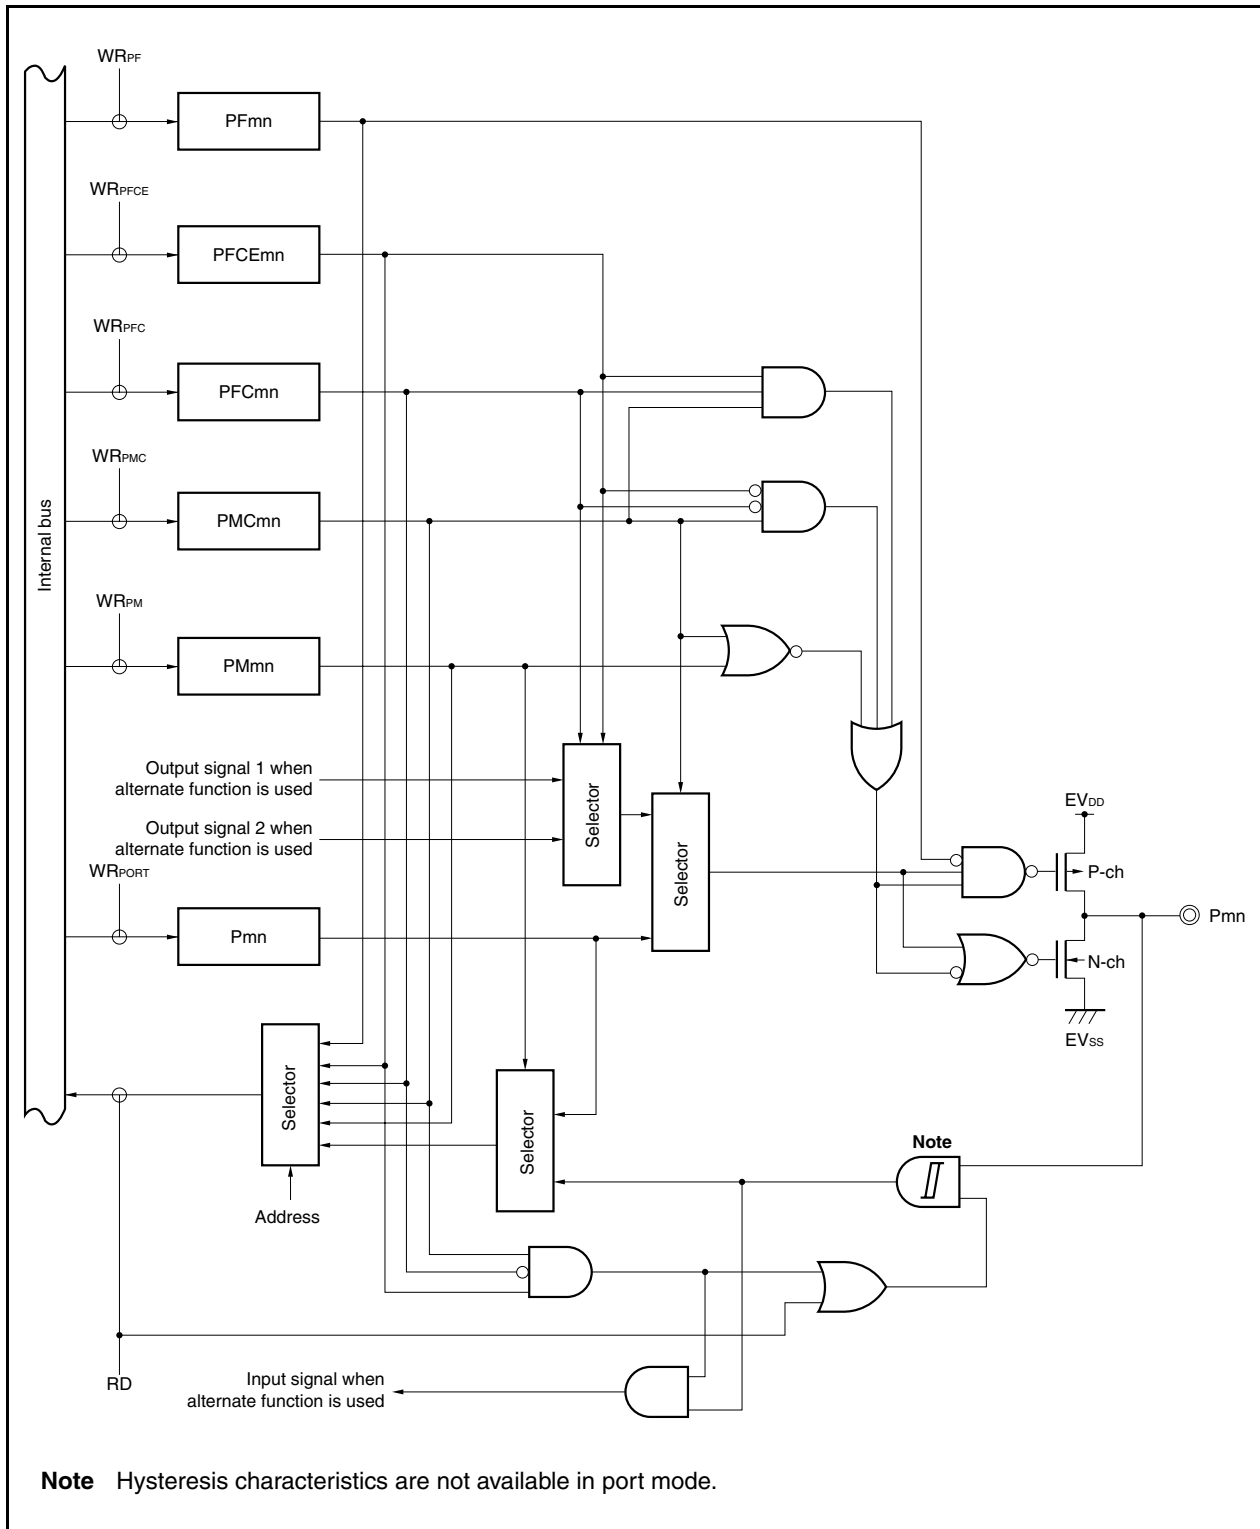 WRPF
PFmn
WRPFCE
PFCEmn
WRPFC
PFCmn
WRPMC
PMCmn
Internal bus
WRPM
PMmn
Output signal 1 when
alternate function is used
Output signal 2 when
alternate function is used
Selector
Selector
EVDD
P-ch
WRPORT
Pmn
Pmn
N-ch
EVSS
Selector
Selector
Address
Note
RD
Input signal when
alternate function is used
Note Hysteresis characteristics are not available in port mode.